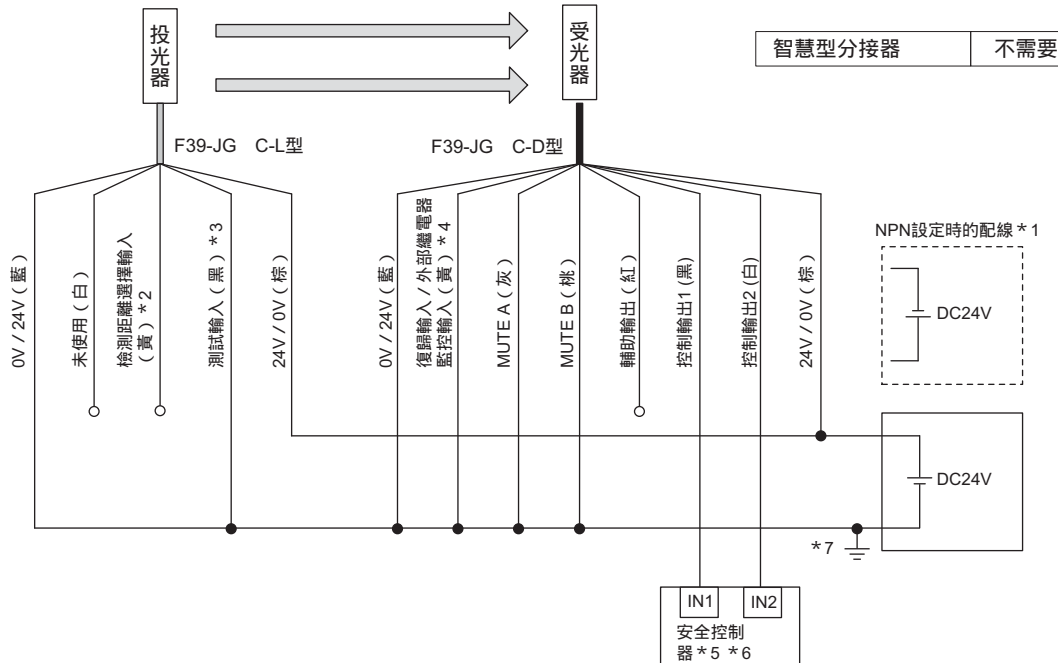 投光器
受光器
智慧型分接器 不需要
F39-JG C-L型
F39-JG C-D型
0V / 24V (藍)
未使用 (白)
檢測距離選擇輸入
(黃) *2
測試輸入 (黑) *3
24V / 0V (棕)
0V / 24V (藍)
復歸輸入 / 外部繼電器
監控輸入 (黃) *4
MUTE A (灰)
MUTE B (桃)
輔助輸出 (紅)
控制輸出1 (黑)
控制輸出2 (白)
24V / 0V (棕)
NPN設定時的配線 *1
DC24V
DC24V
*7
IN1 IN2
安全控制
器 *5 *6